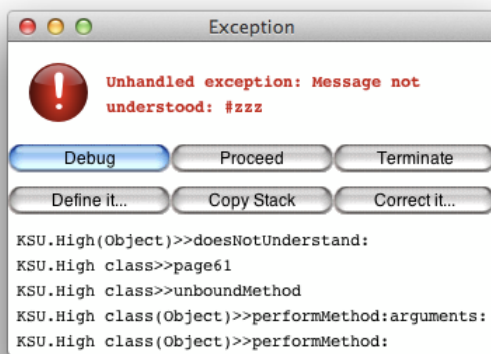 Exception
Unhandled exception: Message not
understood: #zzz
Debug Proceed Terminate
Define it... Copy Stack Correct it...
KSU.High(Object)>>doesNotUnderstand:
KSU.High class>>page61
KSU.High class>>unboundMethod
KSU.High class(Object)>>performMethod:arguments:
KSU.High class(Object)>>performMethod: